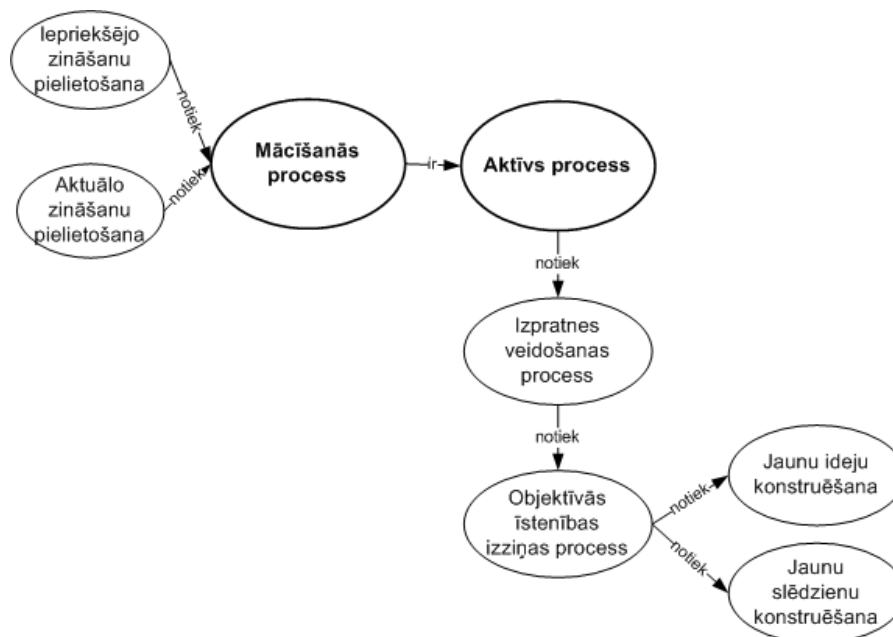 Iepriekšējo
zināšanu
pielietošana
notiek
Aktuālo
zināšanu
pielietošana
notiek
Mācīšanās
process
ir
Aktīvs process
notiek
Izpratnes
veidošanas
process
notiek
Objektīvās
īstenības
izziņas process
notiek
Jaunu ideju
konstruēšana
notiek
Jaunu
slēdzienu
konstruēšana